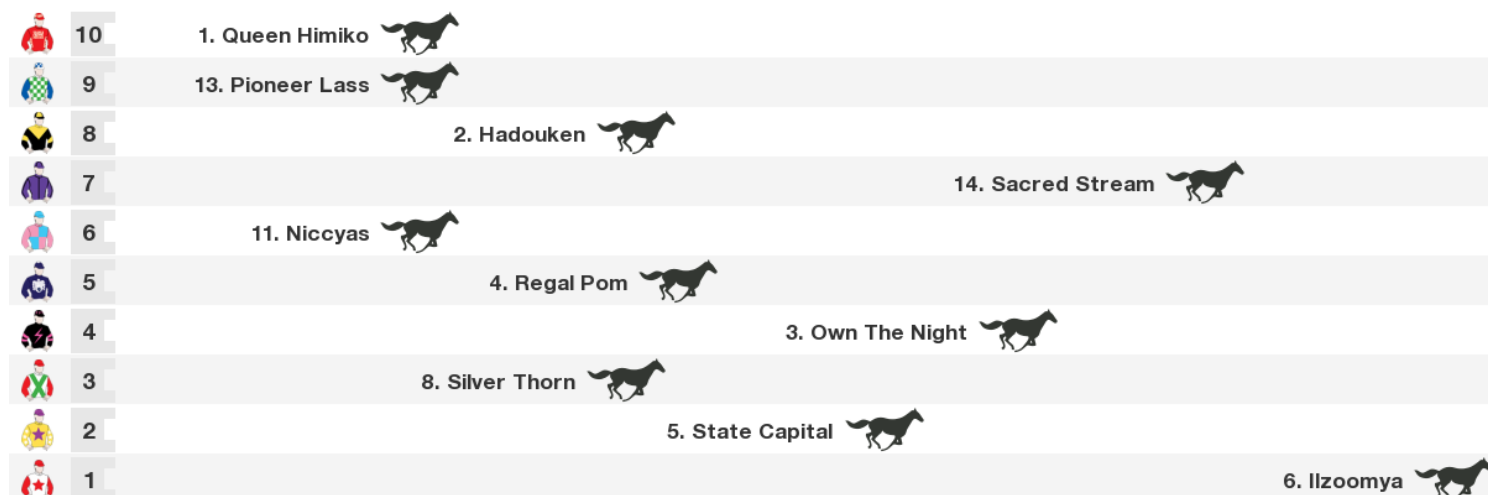 10 1. Queen Himiko
9 13. Pioneer Lass
8 2. Hadouken
7 14. Sacred Stream
6 11. Niccyas
5 4. Regal Pom
4 3. Own The Night
3 8. Silver Thorn
2 5. State Capital
1 6. Ilzoomya